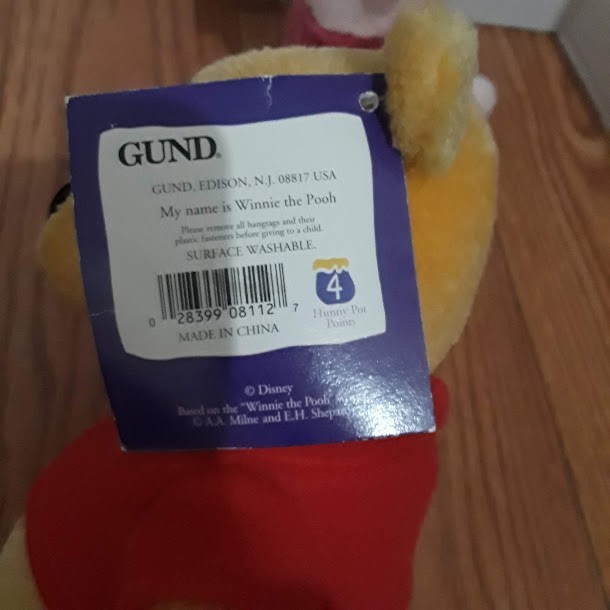 GUND®
GUND, EDISON, N.J. 08817 USA
My name is Winnie the Pooh
Please remove all hangtags and their
plastic fasteners before giving to a child.
SURFACE WASHABLE.
0 28399 08112 7
MADE IN CHINA
4
Hunny Pot
Points
© Disney
Based on the "Winnie the Pooh"
© A.A. Milne and E.H.